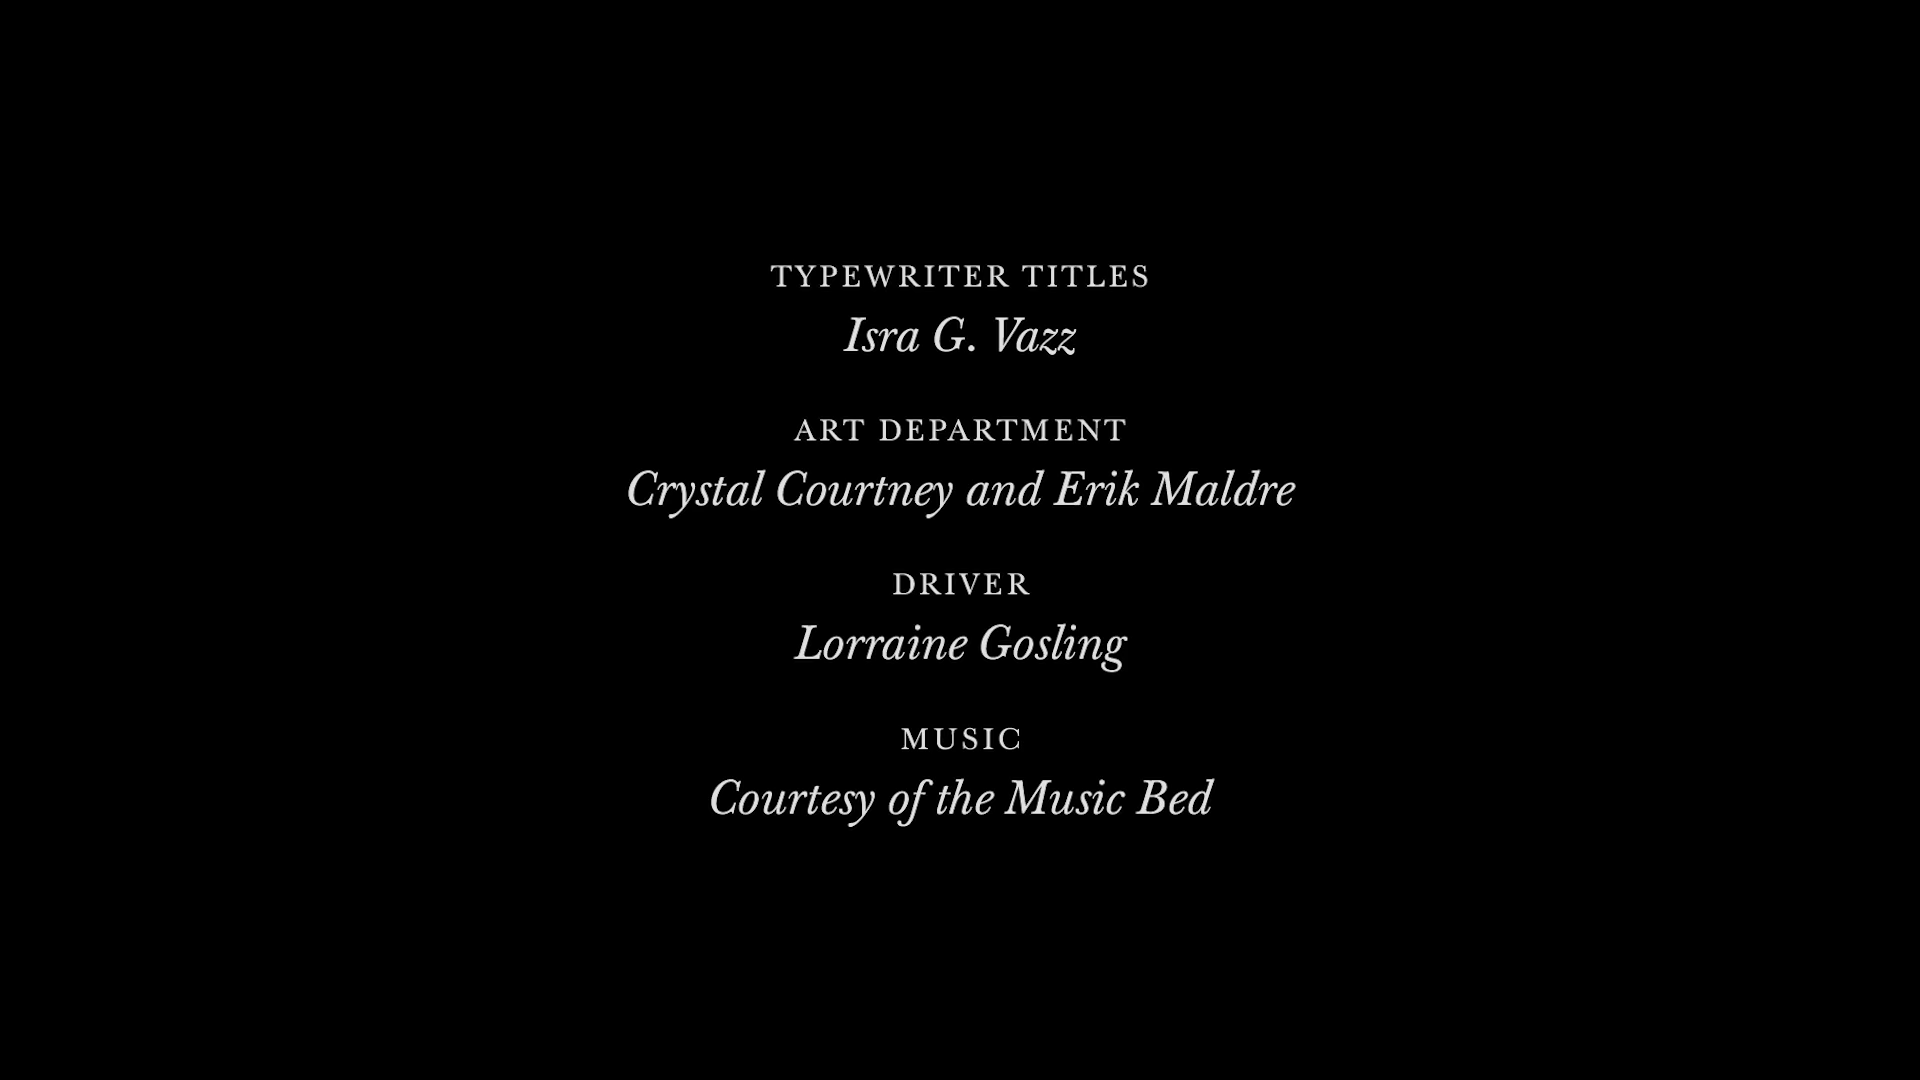 TYPEWRITER TITLES
Isra G. Vazz
ART DEPARTMENT
Crystal Courtney and Erik Maldre
DRIVER
Lorraine Gosling
MUSIC
Courtesy of the Music Bed